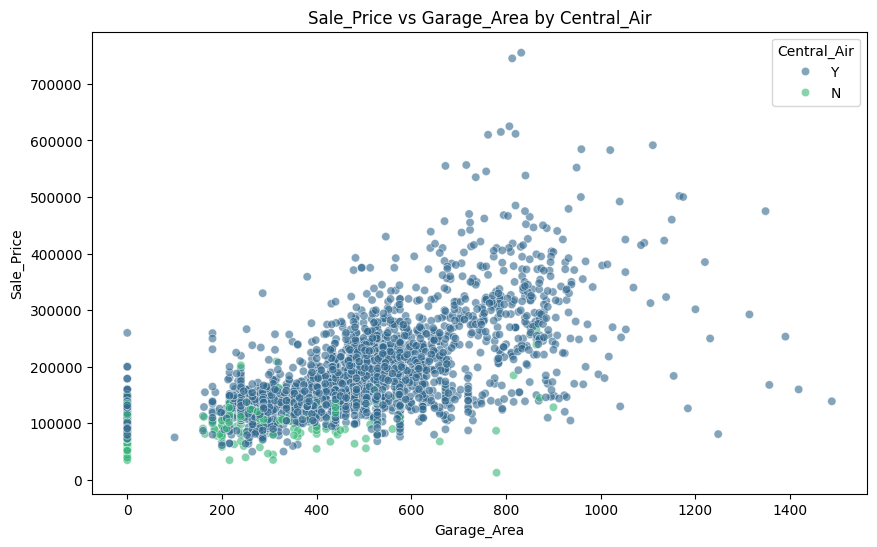 Sale_Price vs Garage_Area by Central_Air
Central_Air
Y
N
700000
600000
500000
400000
300000
200000
100000
0
Sale_Price
0 200 400 600 800 1000 1200 1400
Garage_Area